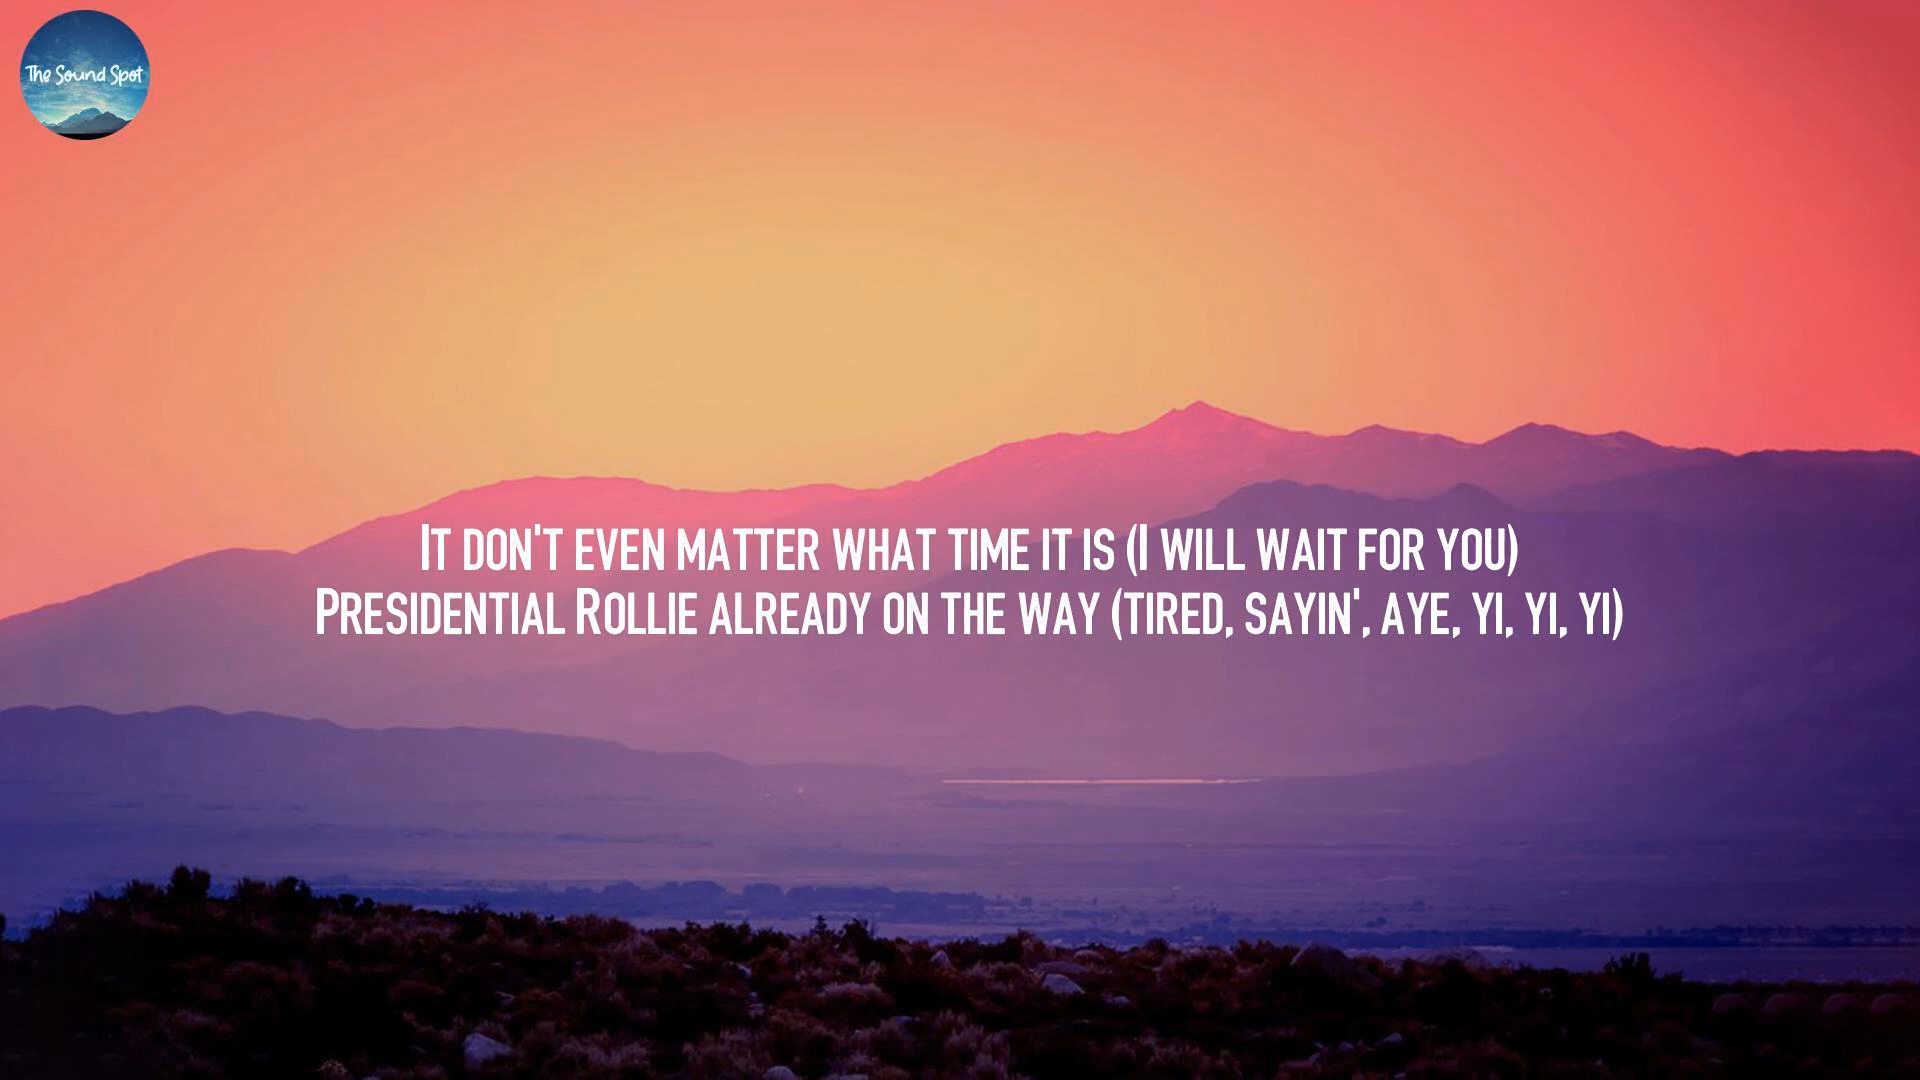 The Sound Spot
It don't even matter what time it is (I will wait for you)
Presidential Rollie already on the way (tired, sayin', aye, yi, yi, yi)